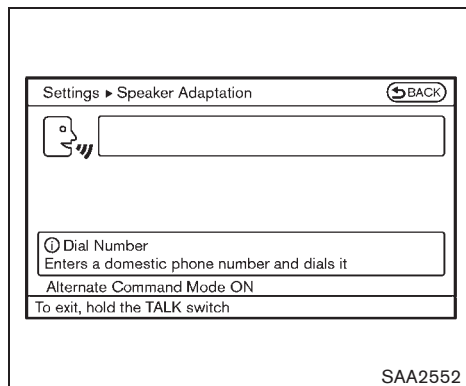 Settings ▶ Speaker Adaptation BACK
ⓘ Dial Number
Enters a domestic phone number and dials it
Alternate Command Mode ON
To exit, hold the TALK switch
SAA2552